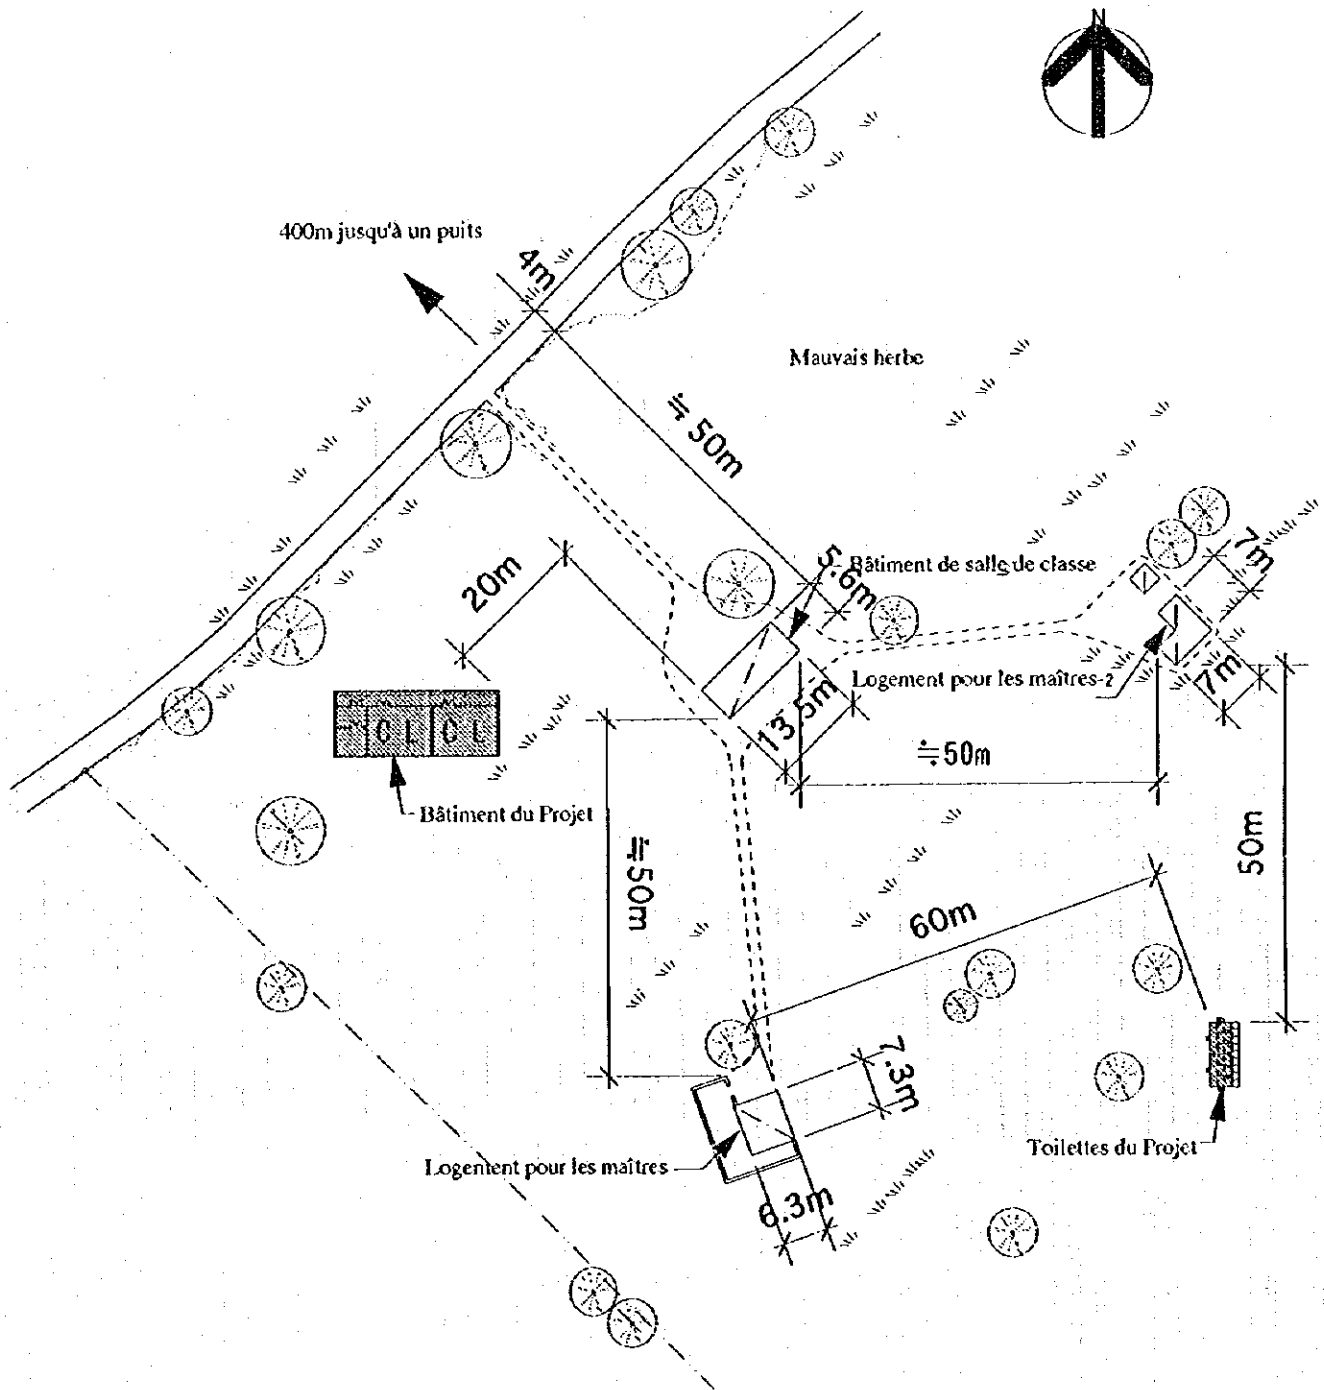 N
400m jusqu'à un puits
4m
Mauvais herbe
≒ 50m
20m
5.6m
Bâtiment de salle de classe
7m
Logement pour les maîtres-2
7m
13.5m
≒50m
C L C L
Bâtiment du Projet
≒50m
50m
60m
7.3m
Toilettes du Projet
Logement pour les maîtres
6.3m